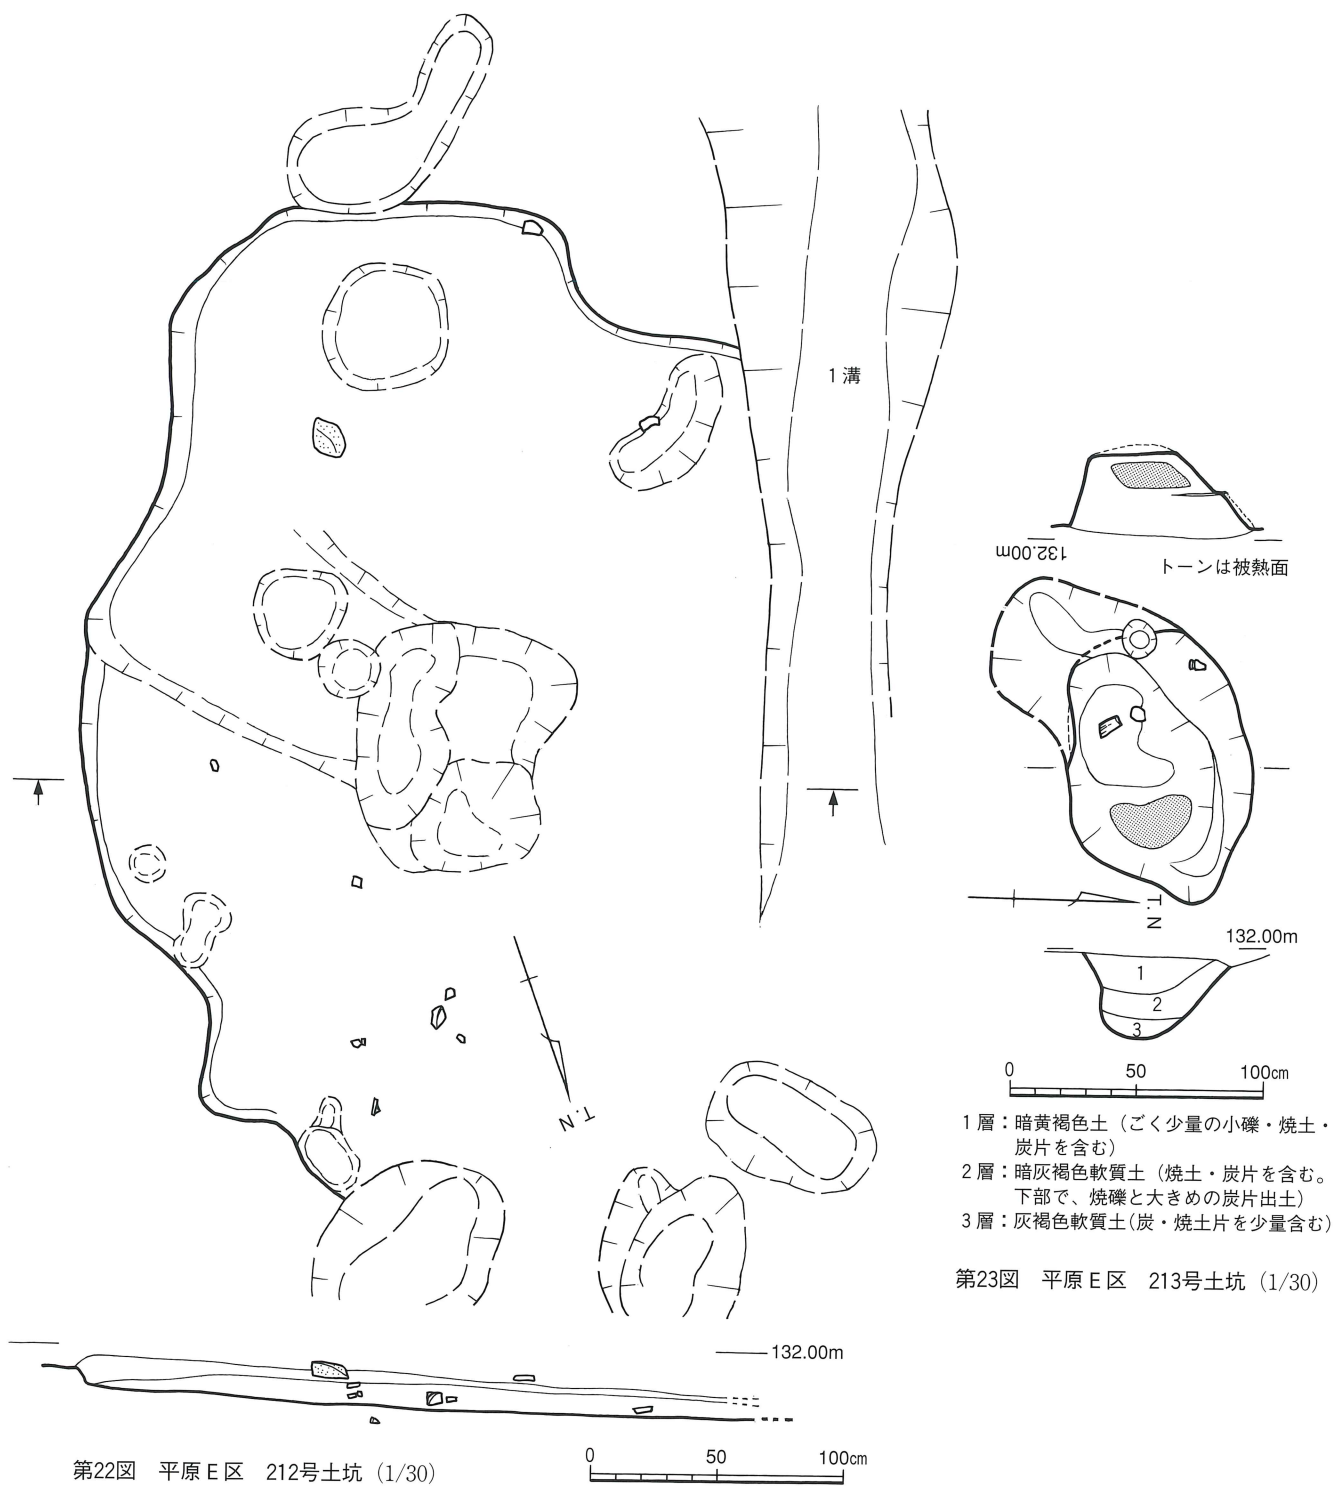 1溝
132.00m
トーンは被熱面
T.N
132.00m
1
2
3
0 50 100cm
1層：暗黄褐色土（ごく少量の小礫・焼土・
炭片を含む）
2層：暗灰褐色軟質土（焼土・炭片を含む。
下部で、焼礫と大きめの炭片出土）
3層：灰褐色軟質土（炭・焼土片を少量含む）
第23図　平原E区　213号土坑（1/30）
T.N
132.00m
0 50 100cm
第22図　平原E区　212号土坑（1/30）